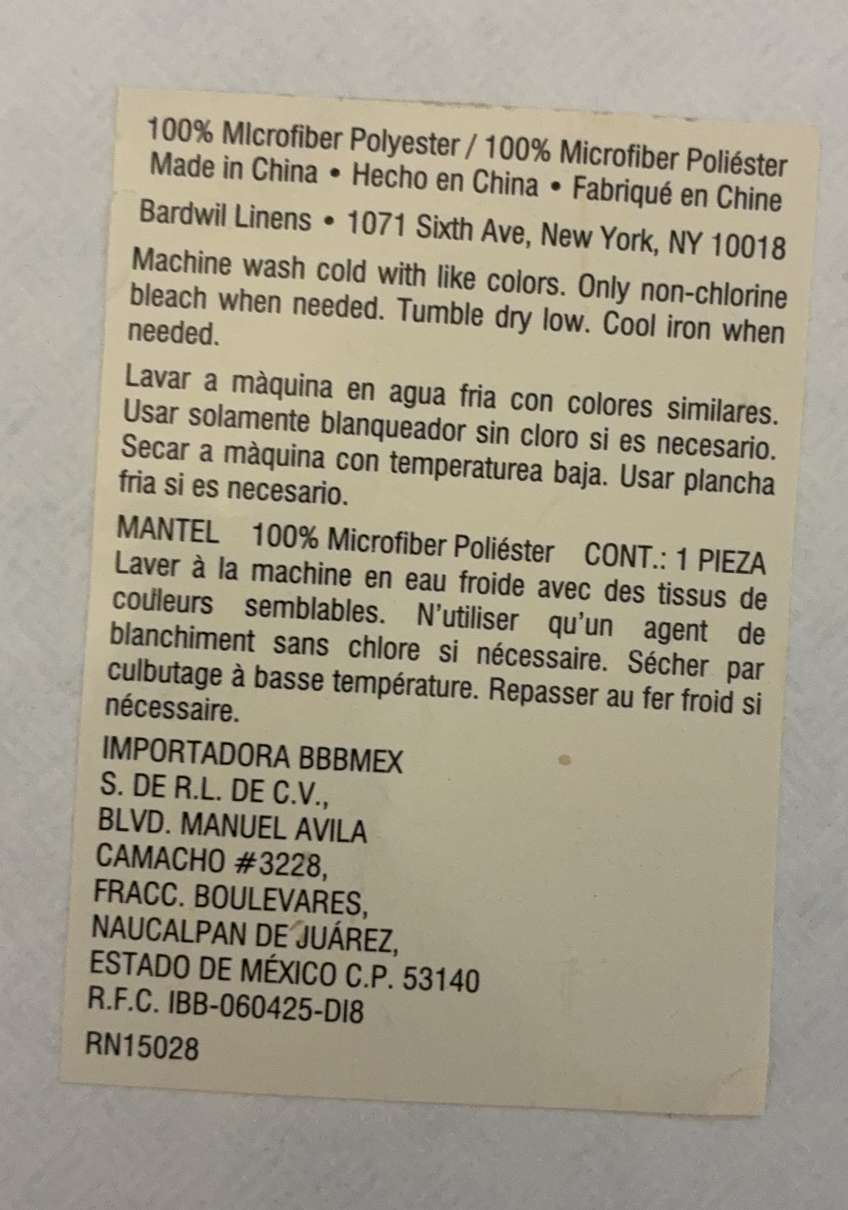 100% MIcrofiber Polyester / 100% Microfiber Poliéster
Made in China • Hecho en China • Fabriqué en Chine
Bardwil Linens • 1071 Sixth Ave, New York, NY 10018
Machine wash cold with like colors. Only non-chlorine
bleach when needed. Tumble dry low. Cool iron when
needed.
Lavar a màquina en agua fria con colores similares.
Usar solamente blanqueador sin cloro si es necesario.
Secar a màquina con temperaturea baja. Usar plancha
fria si es necesario.
MANTEL 100% Microfiber Poliéster CONT.: 1 PIEZA
Laver à la machine en eau froide avec des tissus de
couleurs semblables. N'utiliser qu'un agent de
blanchiment sans chlore si nécessaire. Sécher par
culbutage à basse température. Repasser au fer froid si
nécessaire.
IMPORTADORA BBBMEX
S. DE R.L. DE C.V.,
BLVD. MANUEL AVILA
CAMACHO #3228,
FRACC. BOULEVARES,
NAUCALPAN DE JUÁREZ,
ESTADO DE MÉXICO C.P. 53140
R.F.C. IBB-060425-DI8
RN15028